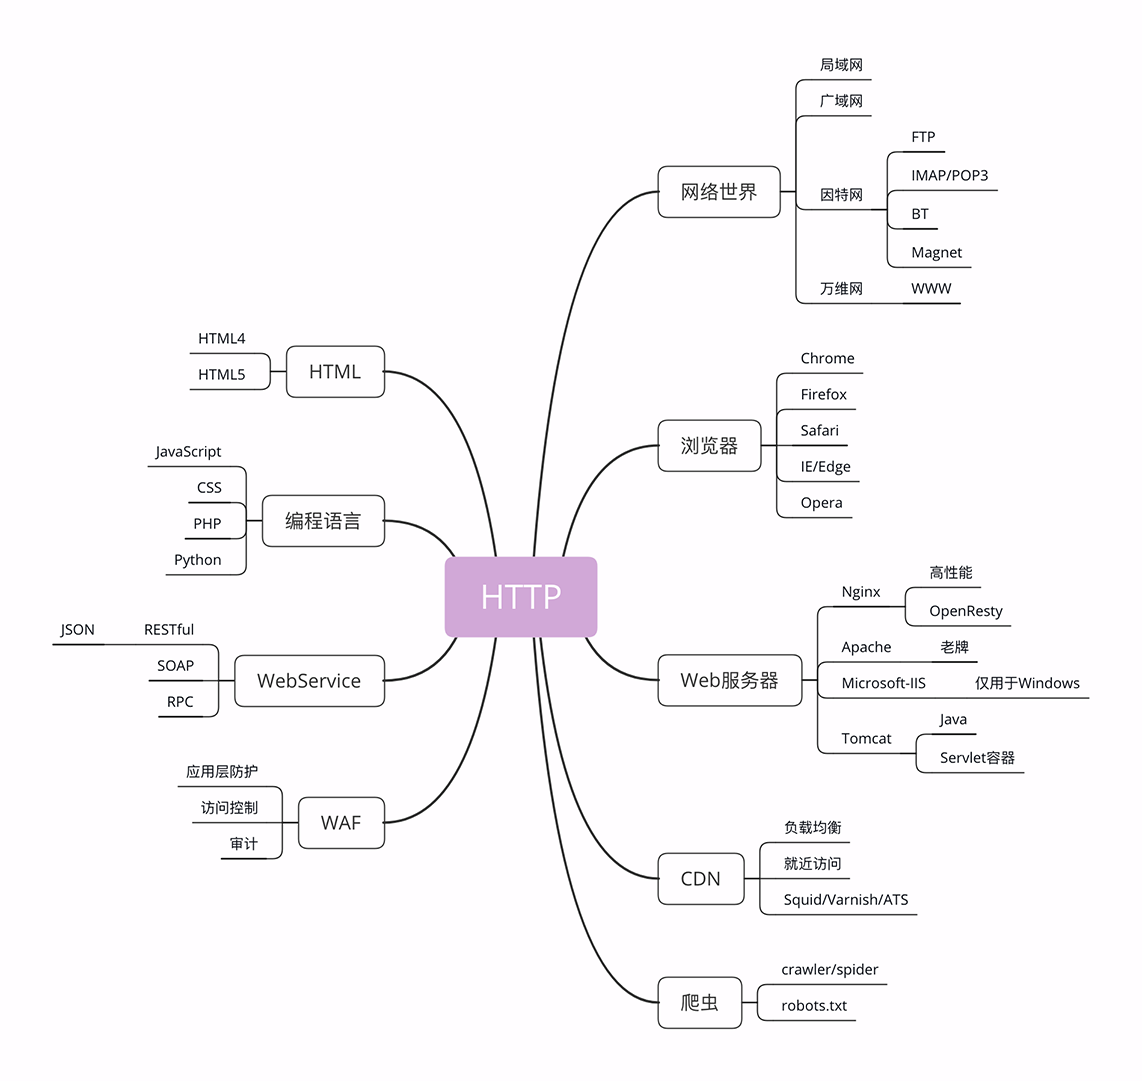 HTTP
网络世界
局域网
广域网
因特网
FTP
IMAP/POP3
BT
Magnet
万维网
WWW
浏览器
Chrome
Firefox
Safari
IE/Edge
Opera
Web服务器
Nginx
高性能
OpenResty
Apache
老牌
Microsoft-IIS
仅用于Windows
Tomcat
Java
Servlet容器
CDN
负载均衡
就近访问
Squid/Varnish/ATS
爬虫
crawler/spider
robots.txt
HTML
HTML4
HTML5
编程语言
JavaScript
CSS
PHP
Python
WebService
RESTful
JSON
SOAP
RPC
WAF
应用层防护
访问控制
审计